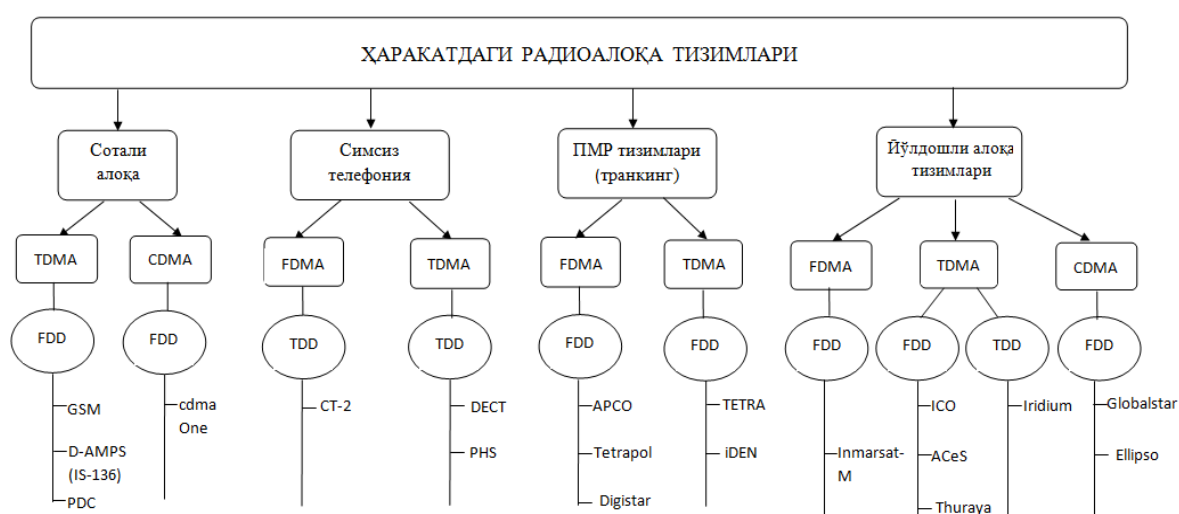 ҲАРАКАТДАГИ РАДИОАЛОҚА ТИЗИМЛАРИ
Сотали
алоқа
Симсиз
телефония
ПМР тизимлари
(транкинг)
Йўлдошли алоқа
тизимлари
TDMA
CDMA
FDMA
TDMA
FDMA
TDMA
FDMA
TDMA
CDMA
FDD
FDD
TDD
TDD
FDD
FDD
FDD
FDD
TDD
FDD
GSM
D-AMPS
(IS-136)
PDC
cdma
One
CT-2
DECT
PHS
APCO
Tetrapol
Digistar
TETRA
iDEN
Inmarsat-
M
ICO
ACeS
Thuraya
Iridium
Globalstar
Ellipso